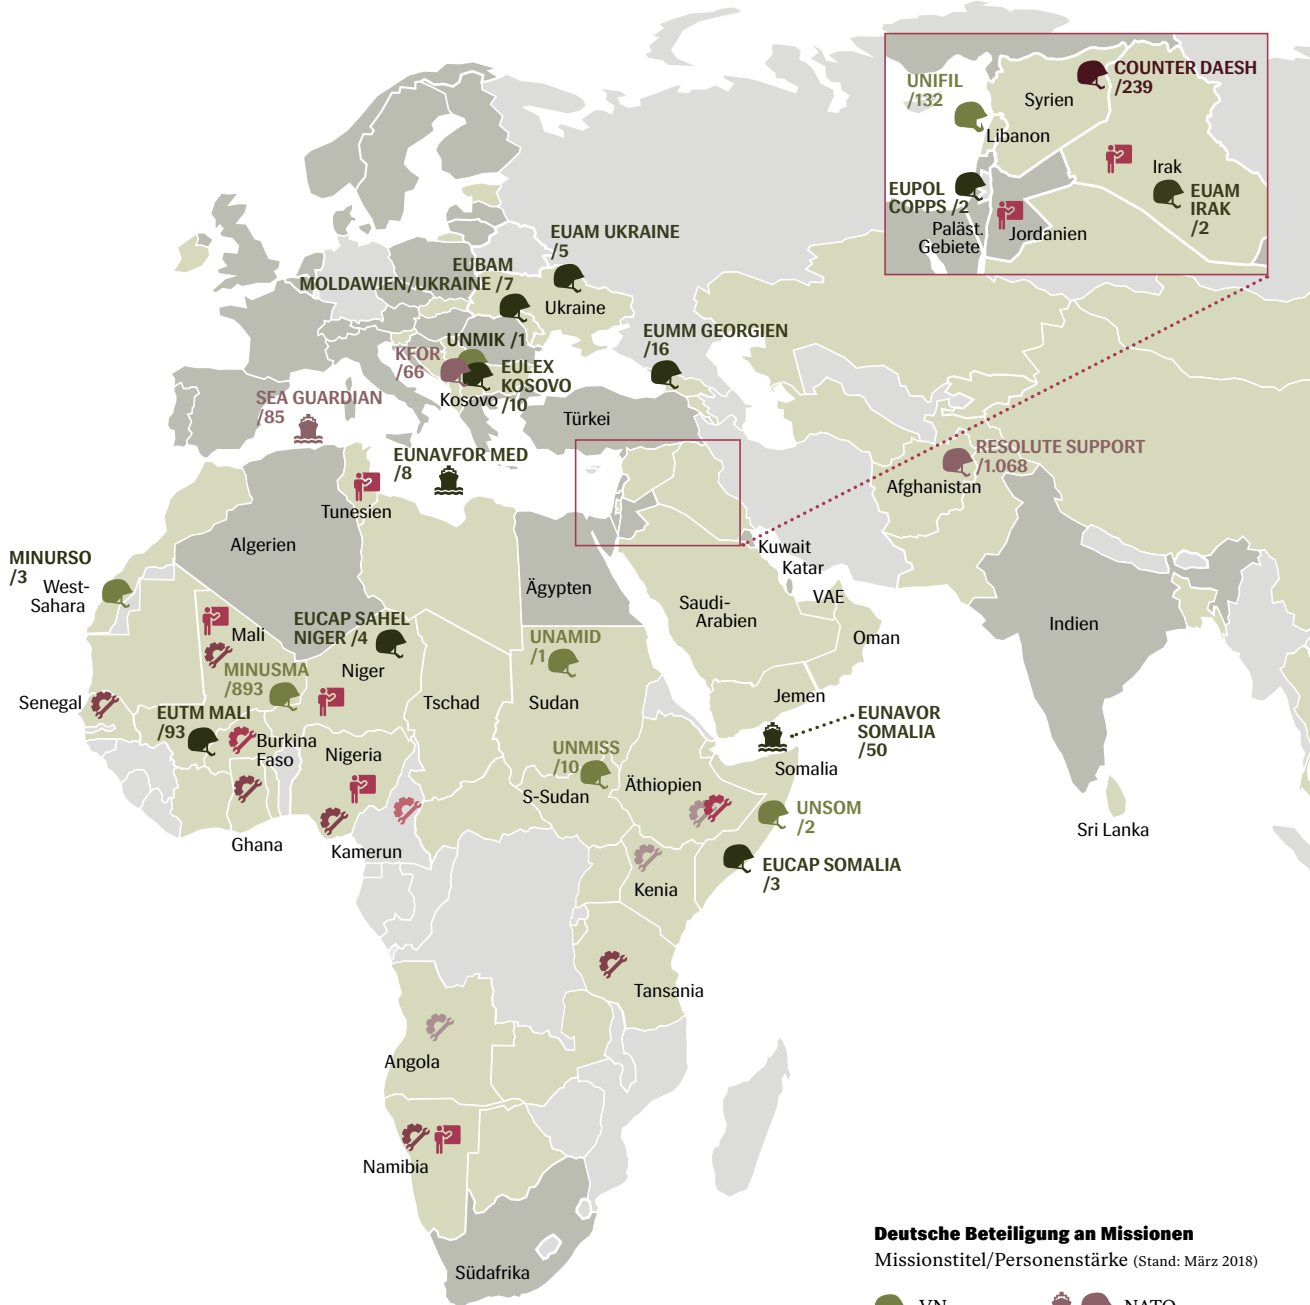 COUNTER DAESH
/239
UNIFIL
/132
Syrien
Libanon
Irak
EUPOL
COPPS /2
EUAM
IRAK
/2
Paläst.
Gebiete
Jordanien
EUAM UKRAINE
/5
EUBAM
MOLDAWIEN/UKRAINE /7
Ukraine
UNMIK /1
EUMM GEORGIEN
/16
KFOR
/66
EULEX
KOSOVO
/10
Kosovo
SEA GUARDIAN
/85
Türkei
EUNAVFOR MED
/8
RESOLUTE SUPPORT
/1.068
Afghanistan
Tunesien
Algerien
Kuwait
Katar
MINURSO
/3
West-
Sahara
Ägypten
VAE
Saudi-
Arabien
Oman
Indien
EUCAP SAHEL
NIGER /4
Mali
UNAMID
/1
MINUSMA
/893
Niger
Senegal
Tschad
Sudan
Jemen
EUTM MALI
/93
EUNAVOR
SOMALIA
/50
Burkina
Faso
Nigeria
UNMISS
/10
Somalia
S-Sudan
Äthiopien
UNSOM
/2
Ghana
Kamerun
Sri Lanka
EUCAP SOMALIA
/3
Kenia
Tansania
Angola
Namibia
Südafrika
Deutsche Beteiligung an Missionen
Missionstitel/Personenstärke (Stand: März 2018)
VN
NATO